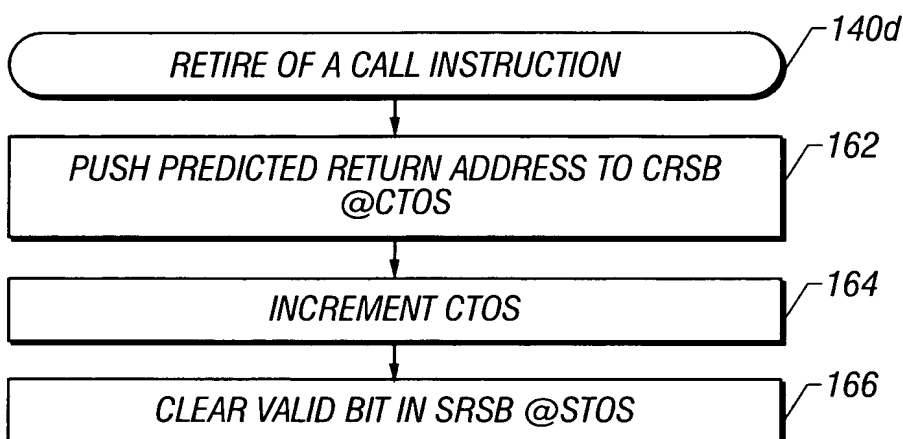 140d
RETIRE OF A CALL INSTRUCTION
162
PUSH PREDICTED RETURN ADDRESS TO CRSB
@CTOS
164
INCREMENT CTOS
166
CLEAR VALID BIT IN SRSB @STOS